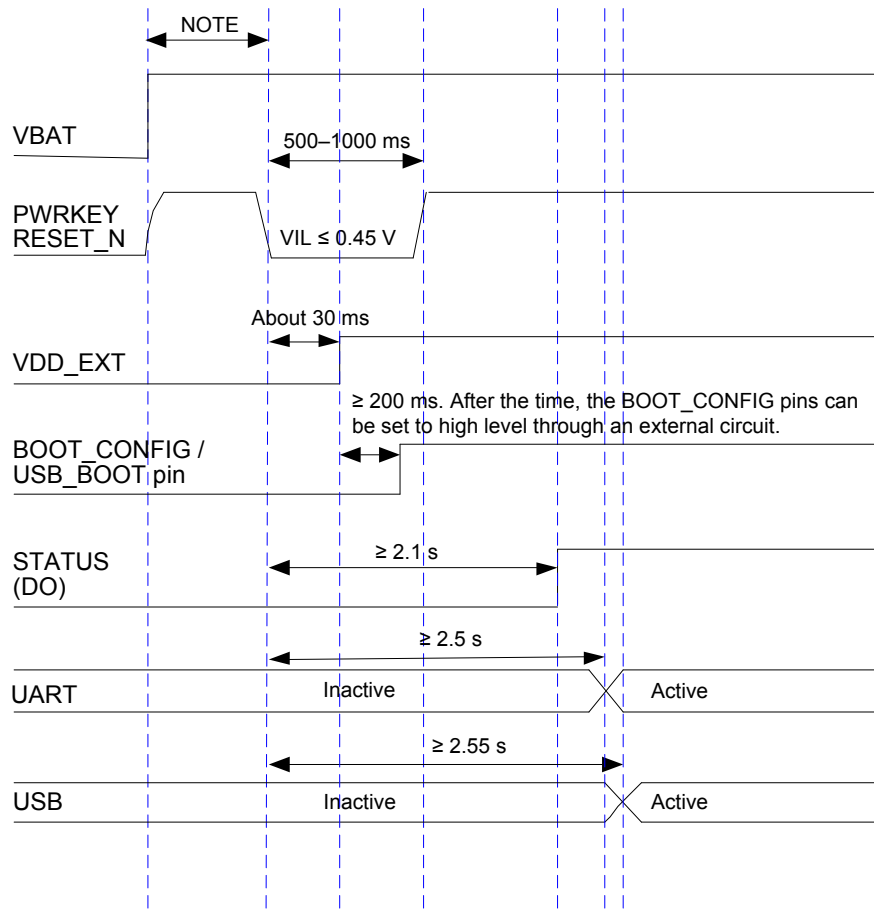 NOTE
VBAT
500–1000 ms
PWRKEY
RESET_N
VIL ≤ 0.45 V
About 30 ms
VDD_EXT
≥ 200 ms. After the time, the BOOT_CONFIG pins can
be set to high level through an external circuit.
BOOT_CONFIG /
USB_BOOT pin
≥ 2.1 s
STATUS
(DO)
≥ 2.5 s
UART
Inactive
Active
≥ 2.55 s
USB
Inactive
Active